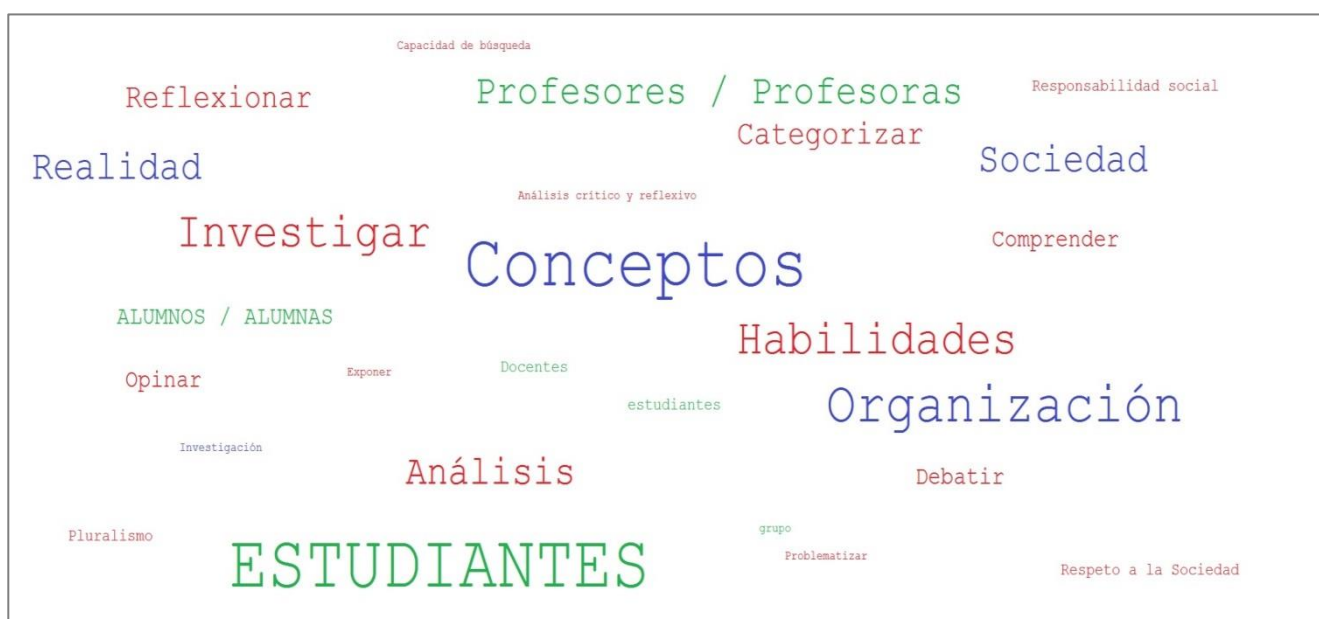 Capacidad de búsqueda
Reflexionar
Profesores / Profesoras
Responsabilidad social
Categorizar
Realidad
Sociedad
Análisis crítico y reflexivo
Investigar
Comprender
Conceptos
ALUMNOS / ALUMNAS
Habilidades
Opinar
Exponer
Docentes
estudiantes
Organización
Investigación
Análisis
Debatir
Pluralismo
grupo
Problematizar
ESTUDIANTES
Respeto a la Sociedad